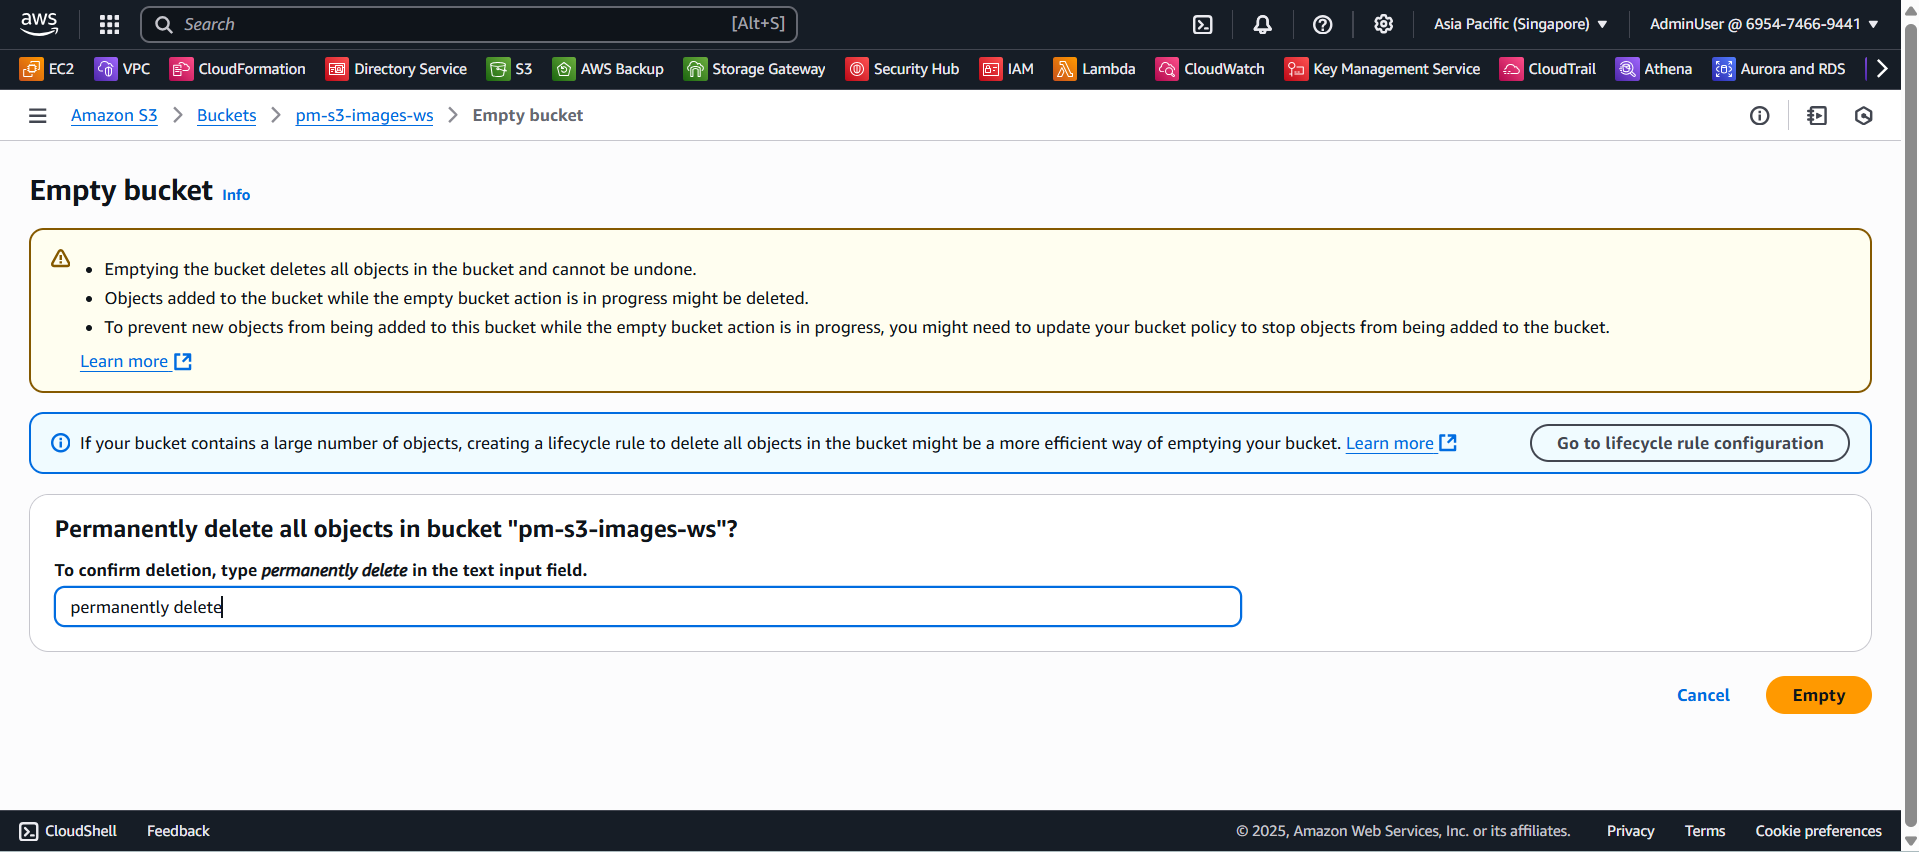 aws Search [Alt+S] Asia Pacific (Singapore) AdminUser @ 6954-7466-9441
EC2 VPC CloudFormation Directory Service S3 AWS Backup Storage Gateway Security Hub IAM Lambda CloudWatch Key Management Service CloudTrail Athena Aurora and RDS
Amazon S3 Buckets pm-s3-images-ws Empty bucket
Empty bucket Info
• Emptying the bucket deletes all objects in the bucket and cannot be undone.
• Objects added to the bucket while the empty bucket action is in progress might be deleted.
• To prevent new objects from being added to this bucket while the empty bucket action is in progress, you might need to update your bucket policy to stop objects from being added to the bucket.
Learn more
If your bucket contains a large number of objects, creating a lifecycle rule to delete all objects in the bucket might be a more efficient way of emptying your bucket. Learn more Go to lifecycle rule configuration
Permanently delete all objects in bucket "pm-s3-images-ws"?
To confirm deletion, type permanently delete in the text input field.
permanently delete
Cancel Empty
CloudShell Feedback © 2025, Amazon Web Services, Inc. or its affiliates. Privacy Terms Cookie preferences